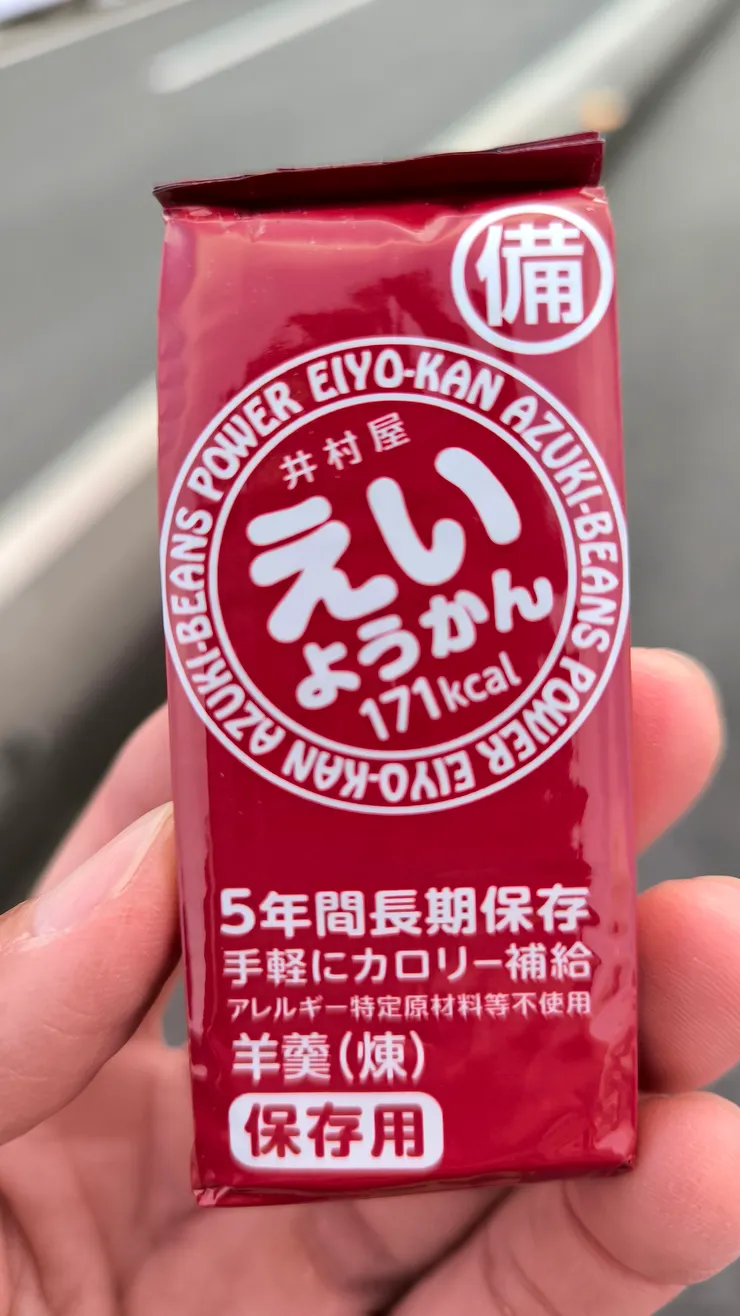 備
POWER EIYO-KAN AZUKI-BEANS POWER EIYO-KAN AZUKI-BEANS
井村屋
えい
ようかん
171kcal
5年間長期保存
手軽にカロリー補給
アレルギー特定原材料等不使用
羊羹(煉)
保存用